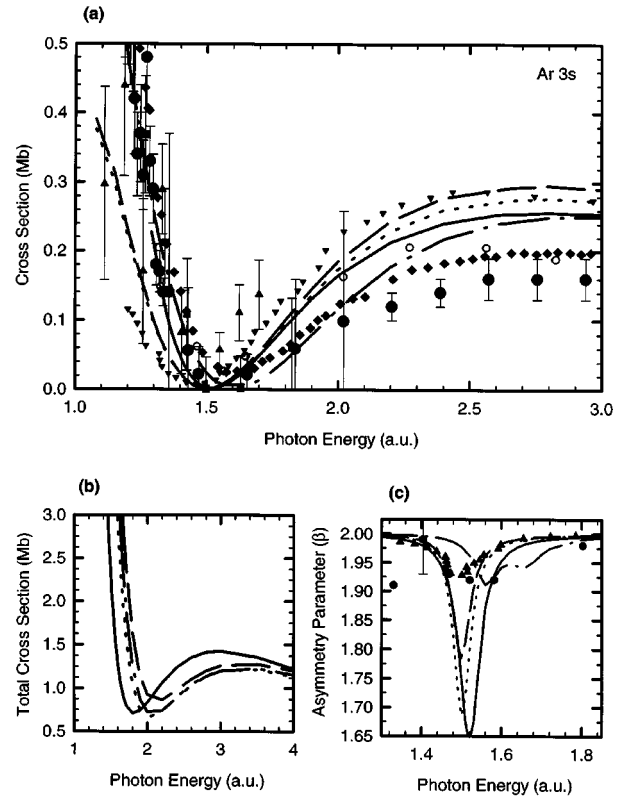 (a)
Ar 3s
Cross Section (Mb)
0.5
0.4
0.3
0.2
0.1
0.0
1.0 1.5 2.0 2.5 3.0
Photon Energy (a.u.)
(b)
Total Cross Section (Mb)
3.0
2.5
2.0
1.5
1.0
0.5
1 2 3 4
Photon Energy (a.u.)
(c)
Asymmetry Parameter (β)
2.00
1.95
1.90
1.85
1.80
1.75
1.70
1.65
1.4 1.6 1.8
Photon Energy (a.u.)